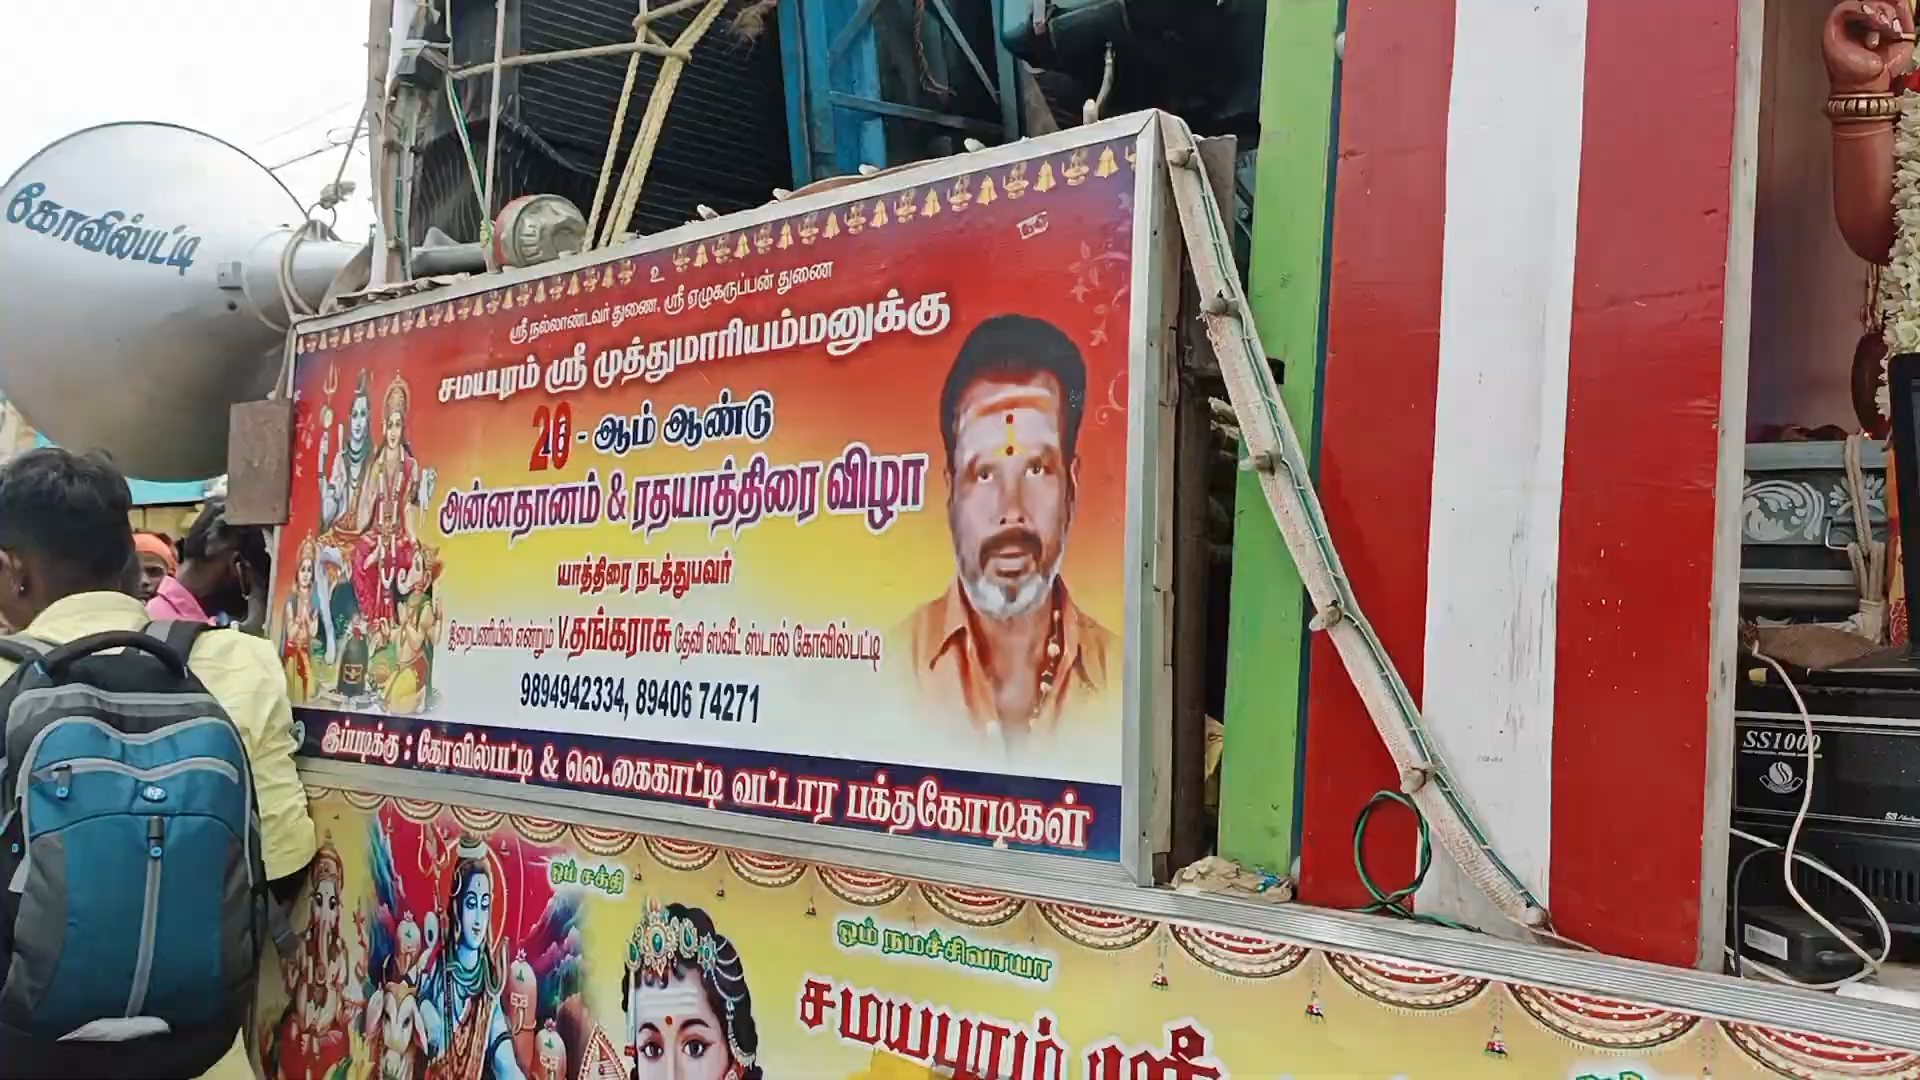 கோவில்பட்டி
உ
ஸ்ரீ நல்லாண்டவர் துணை, ஸ்ரீ ஏழுகருப்பன் துணை
சமயபுரம் ஸ்ரீ முத்துமாரியம்மனுக்கு
20 - ஆம் ஆண்டு
அன்னதானம் & ரதயாத்திரை விழா
யாத்திரை நடத்துபவர்
இறைபணியில் என்றும் V.தங்கராசு தேவி ஸ்வீட் ஸ்டால் கோவில்பட்டி
9894942334, 89406 74271
இப்படிக்கு : கோவில்பட்டி & லெ.கைகாட்டி வட்டார பக்தகோடிகள்
ஓம் சக்தி
ஓம் நமச்சிவாயா
சமயபுரம் ஸ்ரீ
SS1000
hp